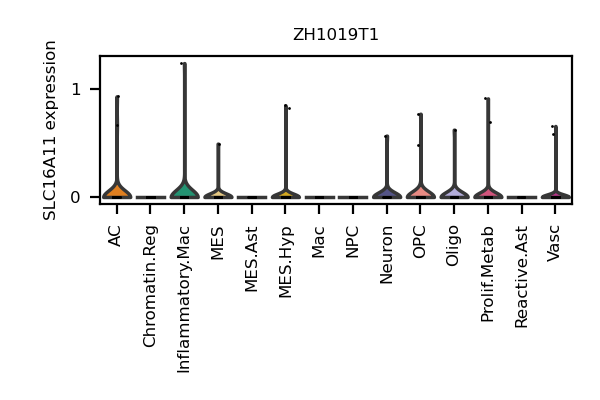 ZH1019T1
SLC16A11 expression
1
0
AC
Chromatin.Reg
Inflammatory.Mac
MES
MES.Ast
MES.Hyp
Mac
NPC
Neuron
OPC
Oligo
Prolif.Metab
Reactive.Ast
Vasc